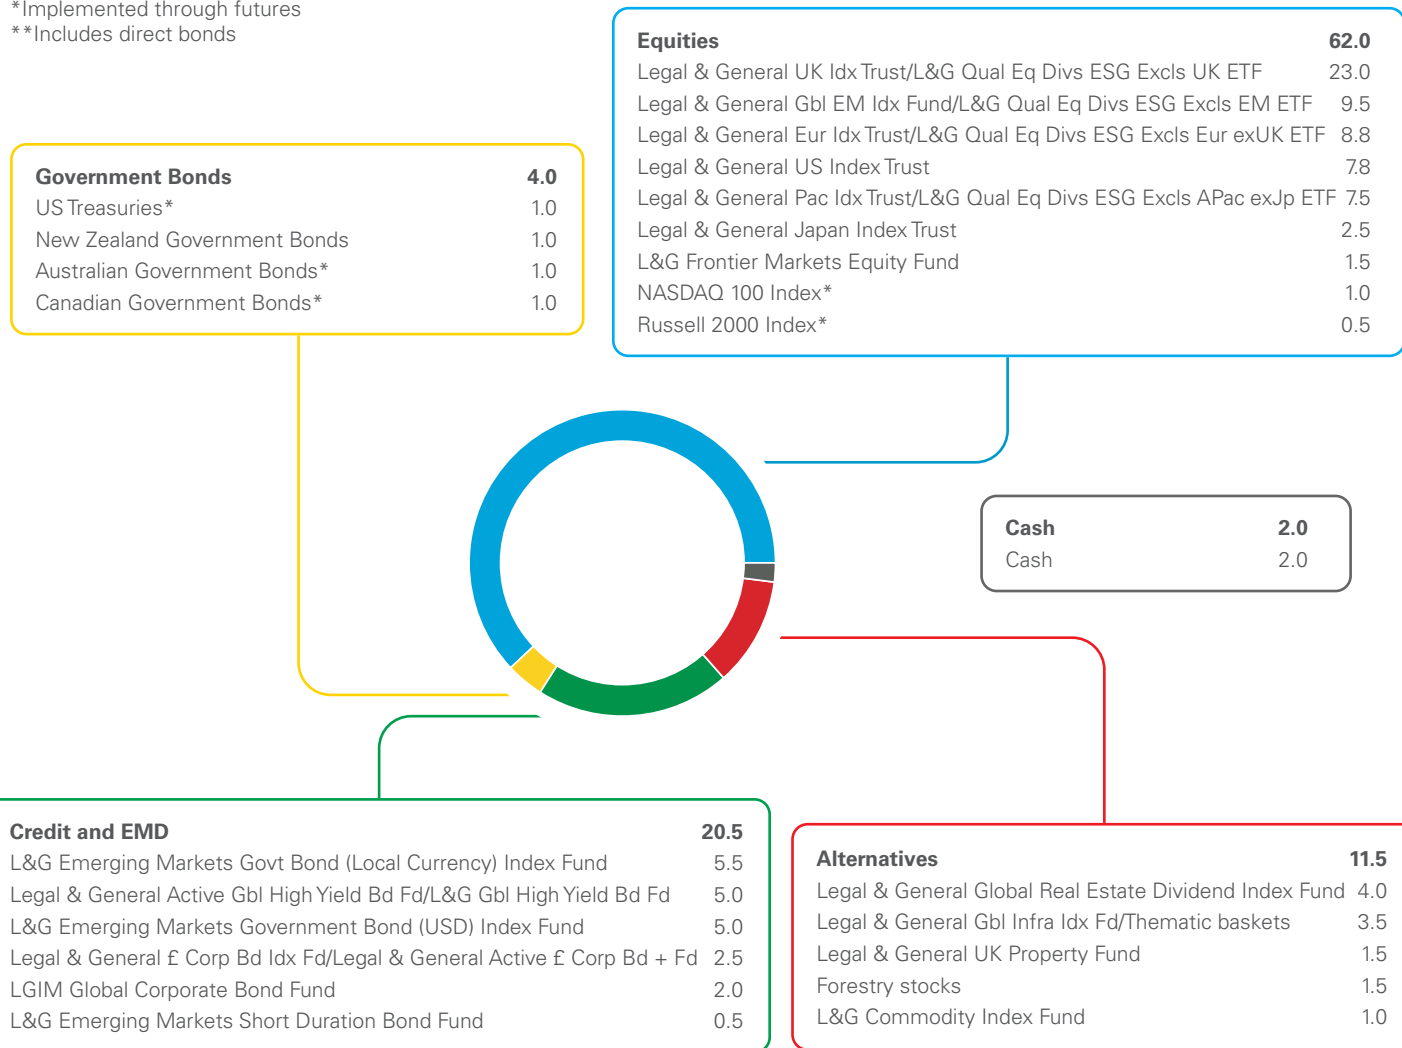 *Implemented through futures
**Includes direct bonds
Equities 62.0
Legal & General UK Idx Trust/L&G Qual Eq Divs ESG Excls UK ETF 23.0
Legal & General Gbl EM Idx Fund/L&G Qual Eq Divs ESG Excls EM ETF 9.5
Legal & General Eur Idx Trust/L&G Qual Eq Divs ESG Excls Eur exUK ETF 8.8
Legal & General US Index Trust 7.8
Legal & General Pac Idx Trust/L&G Qual Eq Divs ESG Excls APac exJp ETF 7.5
Legal & General Japan Index Trust 2.5
L&G Frontier Markets Equity Fund 1.5
NASDAQ 100 Index* 1.0
Russell 2000 Index* 0.5
Government Bonds 4.0
US Treasuries* 1.0
New Zealand Government Bonds 1.0
Australian Government Bonds* 1.0
Canadian Government Bonds* 1.0
Cash 2.0
Cash 2.0
Credit and EMD 20.5
L&G Emerging Markets Govt Bond (Local Currency) Index Fund 5.5
Legal & General Active Gbl High Yield Bd Fd/L&G Gbl High Yield Bd Fd 5.0
L&G Emerging Markets Government Bond (USD) Index Fund 5.0
Legal & General £ Corp Bd Idx Fd/Legal & General Active £ Corp Bd + Fd 2.5
LGIM Global Corporate Bond Fund 2.0
L&G Emerging Markets Short Duration Bond Fund 0.5
Alternatives 11.5
Legal & General Global Real Estate Dividend Index Fund 4.0
Legal & General Gbl Infra Idx Fd/Thematic baskets 3.5
Legal & General UK Property Fund 1.5
Forestry stocks 1.5
L&G Commodity Index Fund 1.0